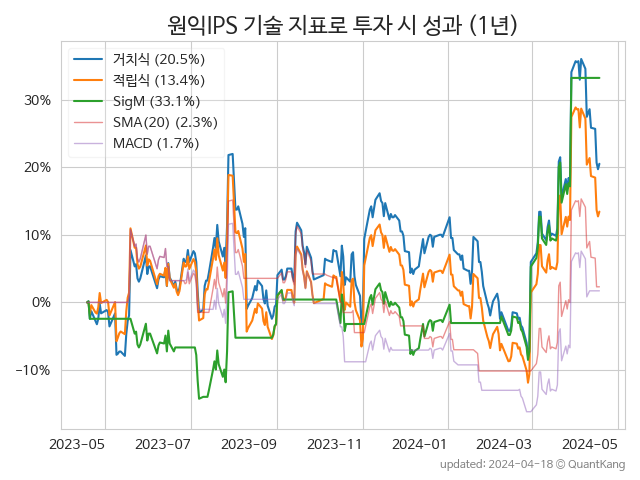 원익IPS 기술 지표로 투자 시 성과 (1년)
거치식 (20.5%)
적립식 (13.4%)
SigM (33.1%)
SMA(20) (2.3%)
MACD (1.7%)
30%
20%
10%
0%
−10%
2023-05 2023-07 2023-09 2023-11 2024-01 2024-03 2024-05
updated: 2024-04-18 © QuantKang